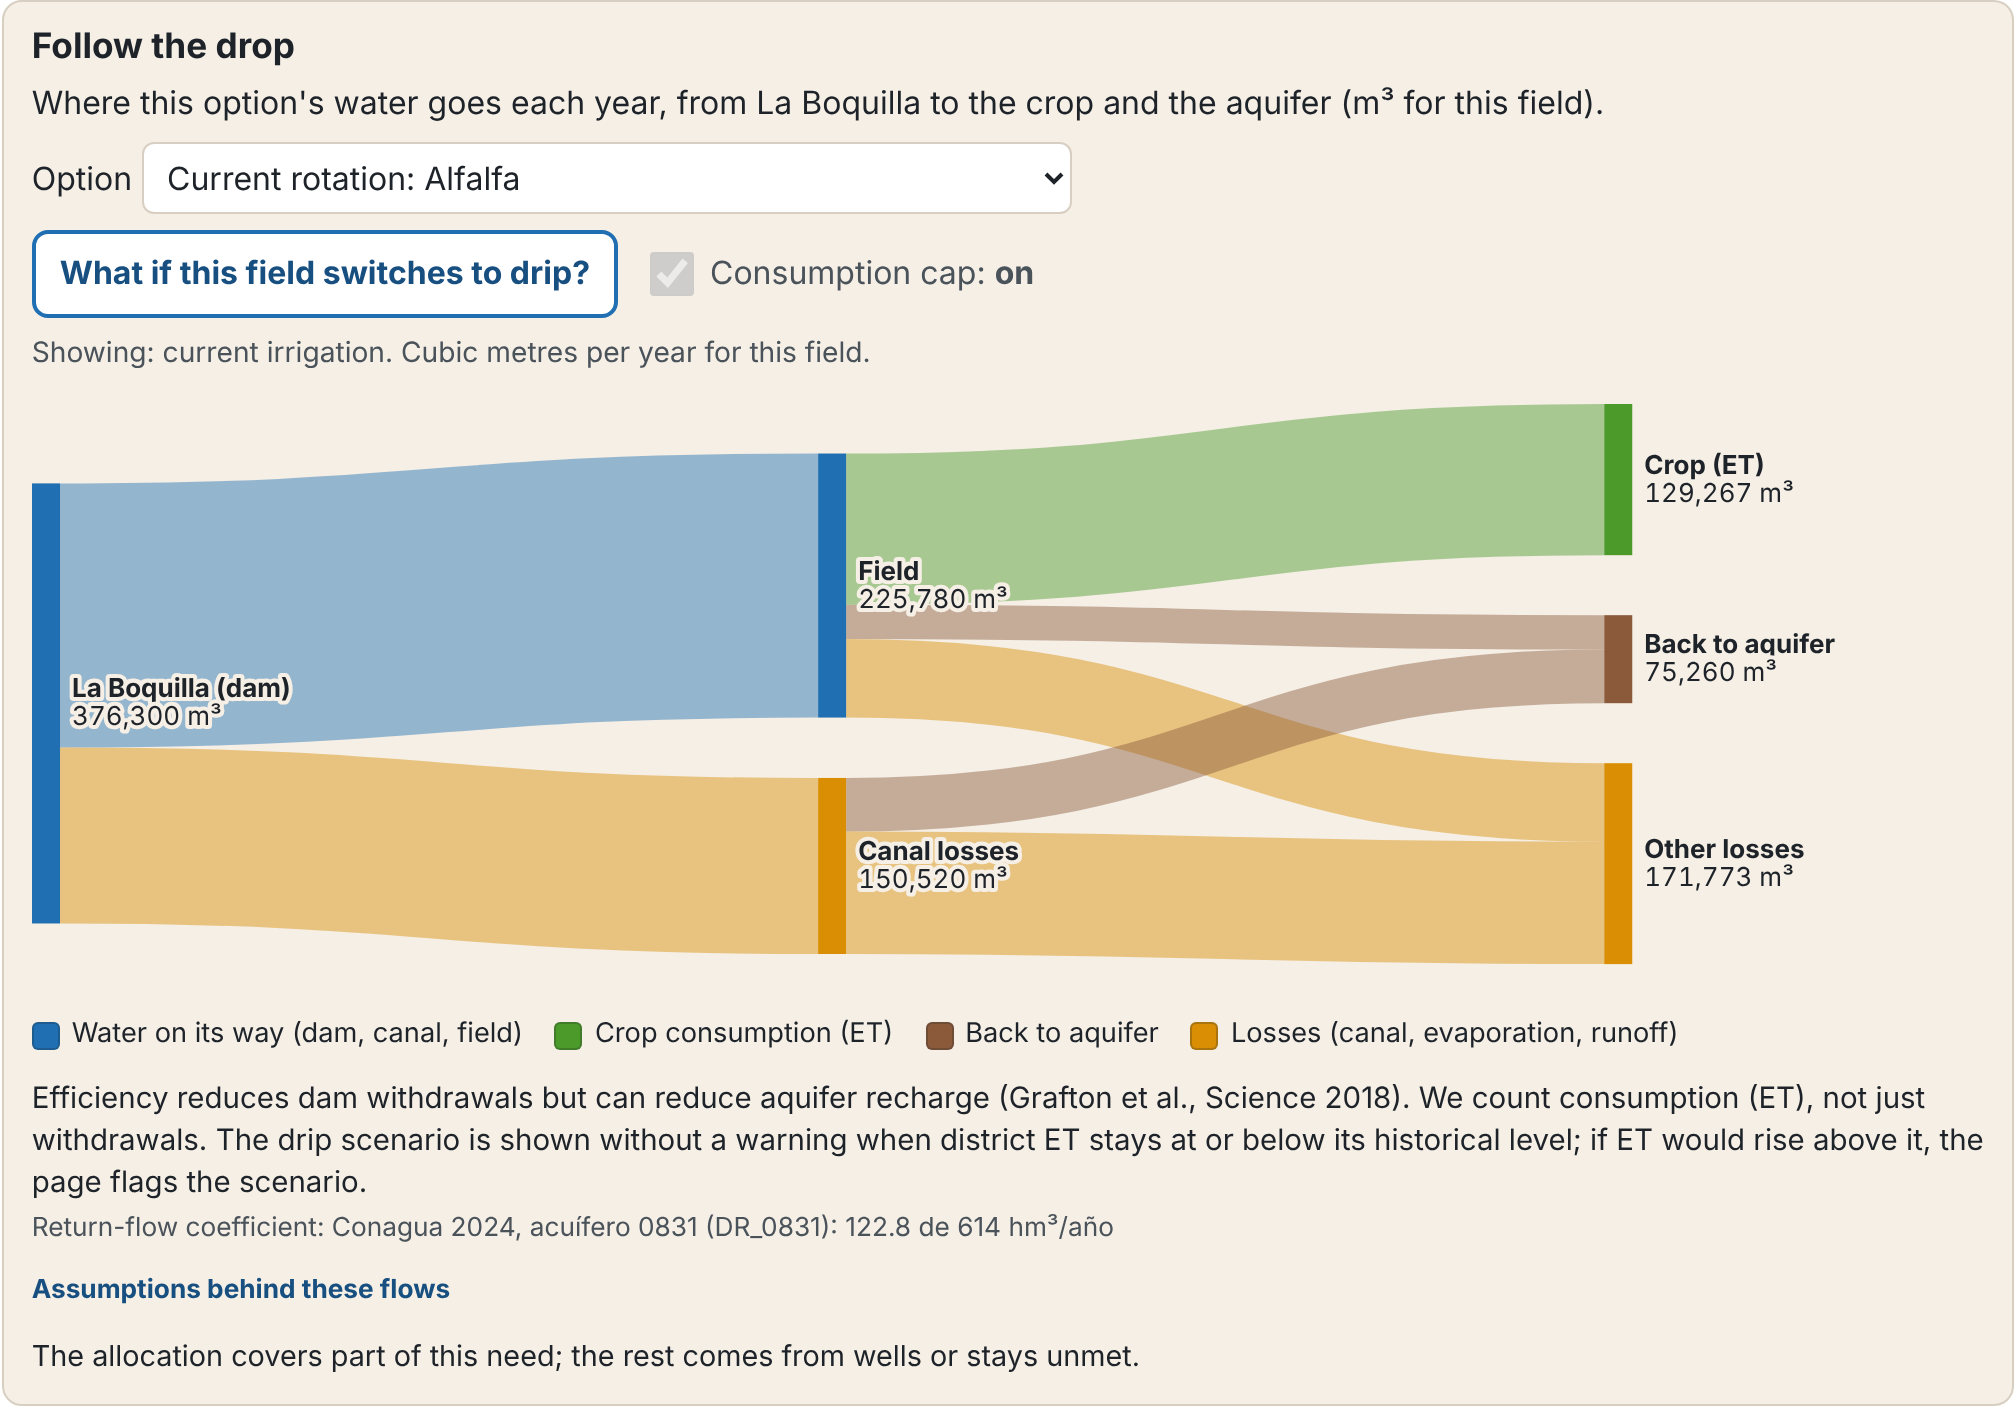 Follow the drop
Where this option's water goes each year, from La Boquilla to the crop and the aquifer (m³ for this field).
Option Current rotation: Alfalfa
What if this field switches to drip? Consumption cap: on
Showing: current irrigation. Cubic metres per year for this field.
Crop (ET)
129,267 m³
Field
225,780 m³
Back to aquifer
75,260 m³
La Boquilla (dam)
376,300 m³
Canal losses
150,520 m³
Other losses
171,773 m³
Water on its way (dam, canal, field) Crop consumption (ET) Back to aquifer Losses (canal, evaporation, runoff)
Efficiency reduces dam withdrawals but can reduce aquifer recharge (Grafton et al., Science 2018). We count consumption (ET), not just
withdrawals. The drip scenario is shown without a warning when district ET stays at or below its historical level; if ET would rise above it, the
page flags the scenario.
Return-flow coefficient: Conagua 2024, acuífero 0831 (DR_0831): 122.8 de 614 hm³/año
Assumptions behind these flows
The allocation covers part of this need; the rest comes from wells or stays unmet.